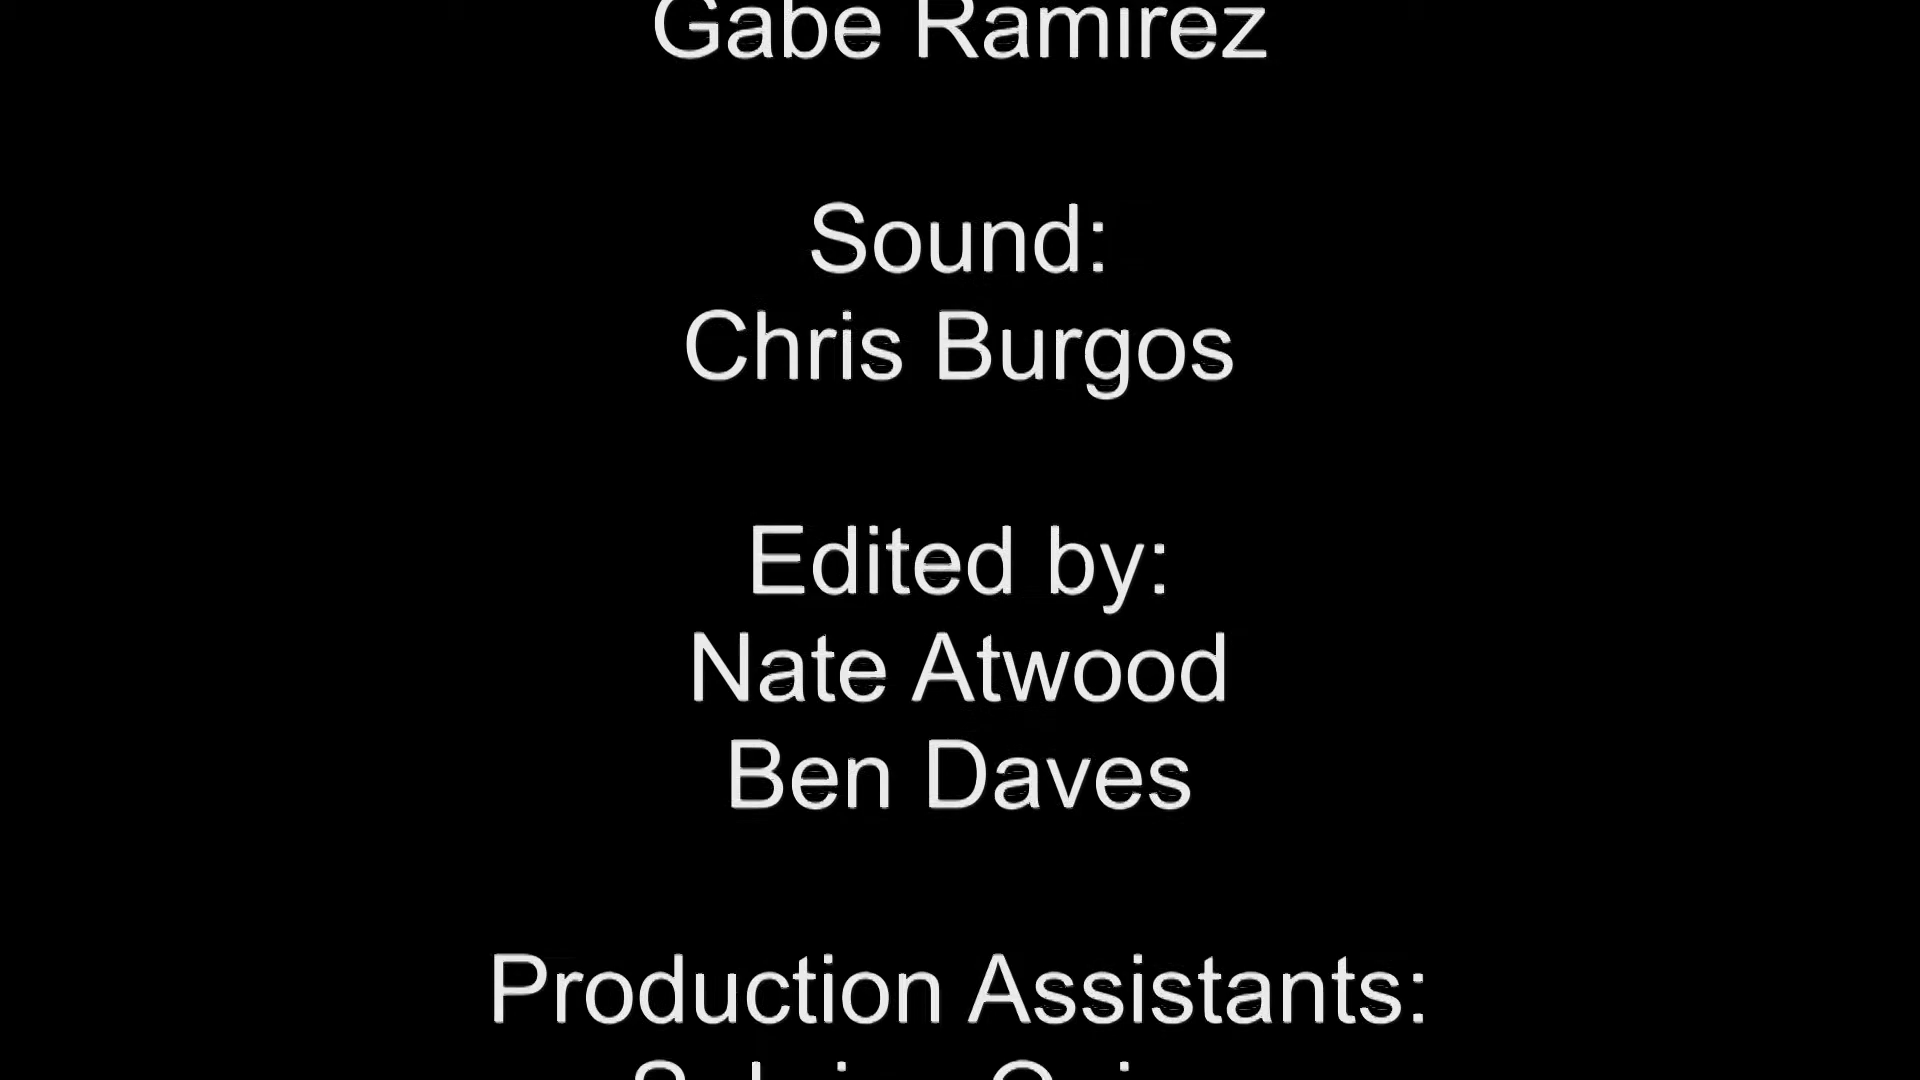 Gabe Ramirez
Sound:
Chris Burgos
Edited by:
Nate Atwood
Ben Daves
Production Assistants: